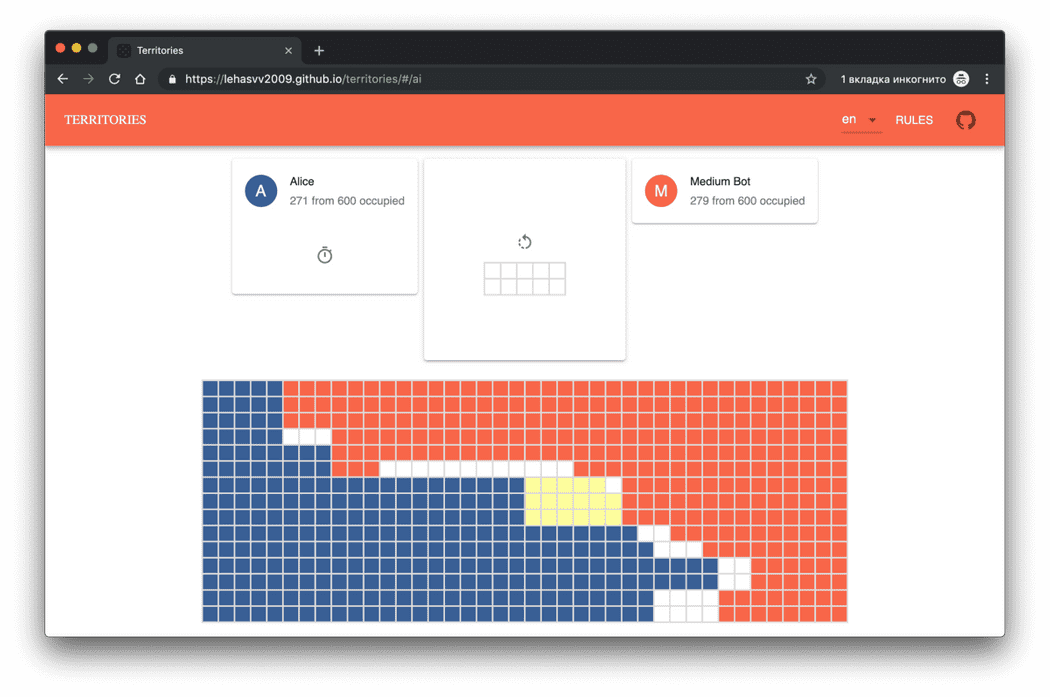 Territories
https://lehasvv2009.github.io/territories/#/ai
1 вкладка инкогнито
TERRITORIES
en
RULES
A
Alice
271 from 600 occupied
M
Medium Bot
279 from 600 occupied